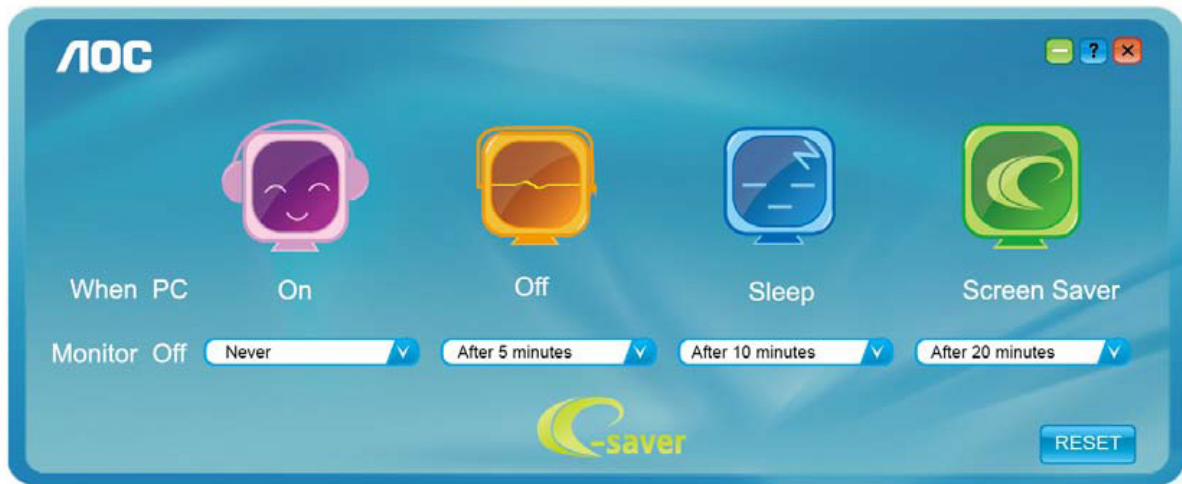 AOC
?
When PC On Off Sleep Screen Saver
Monitor Off Never After 5 minutes After 10 minutes After 20 minutes
e-saver
RESET